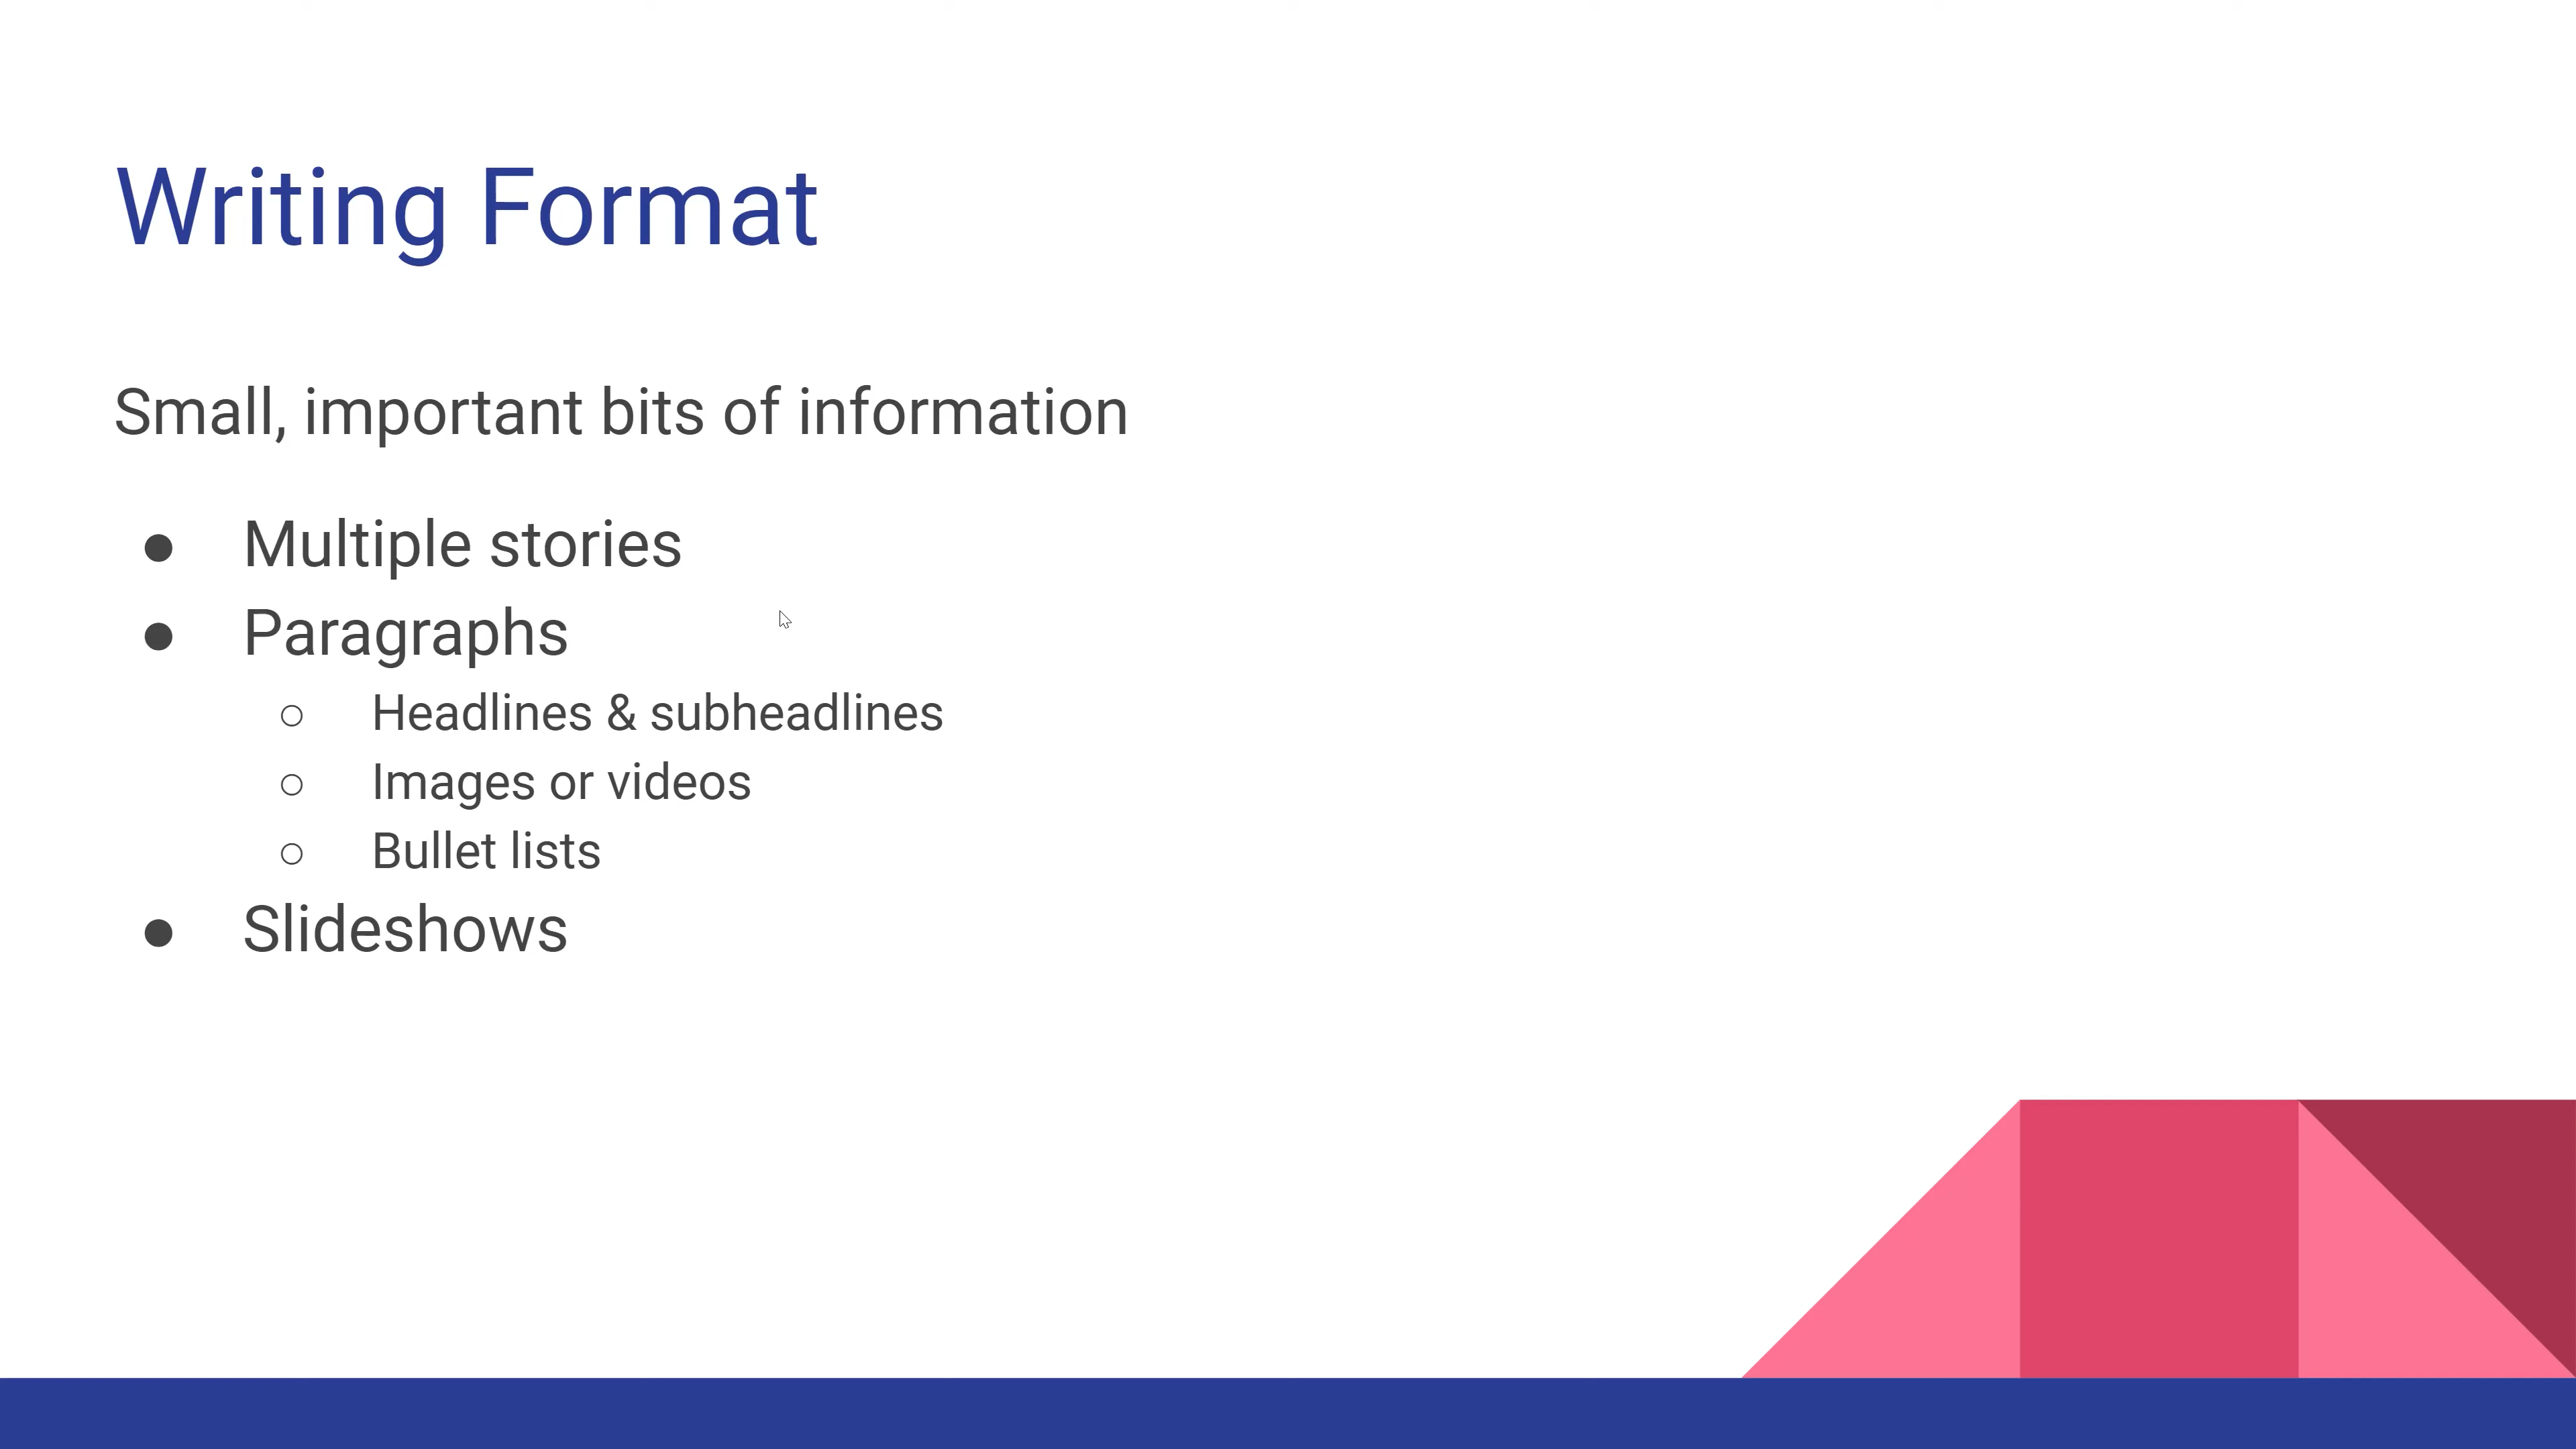 Writing Format
Small, important bits of information
● Multiple stories
● Paragraphs
○ Headlines & subheadlines
○ Images or videos
○ Bullet lists
● Slideshows